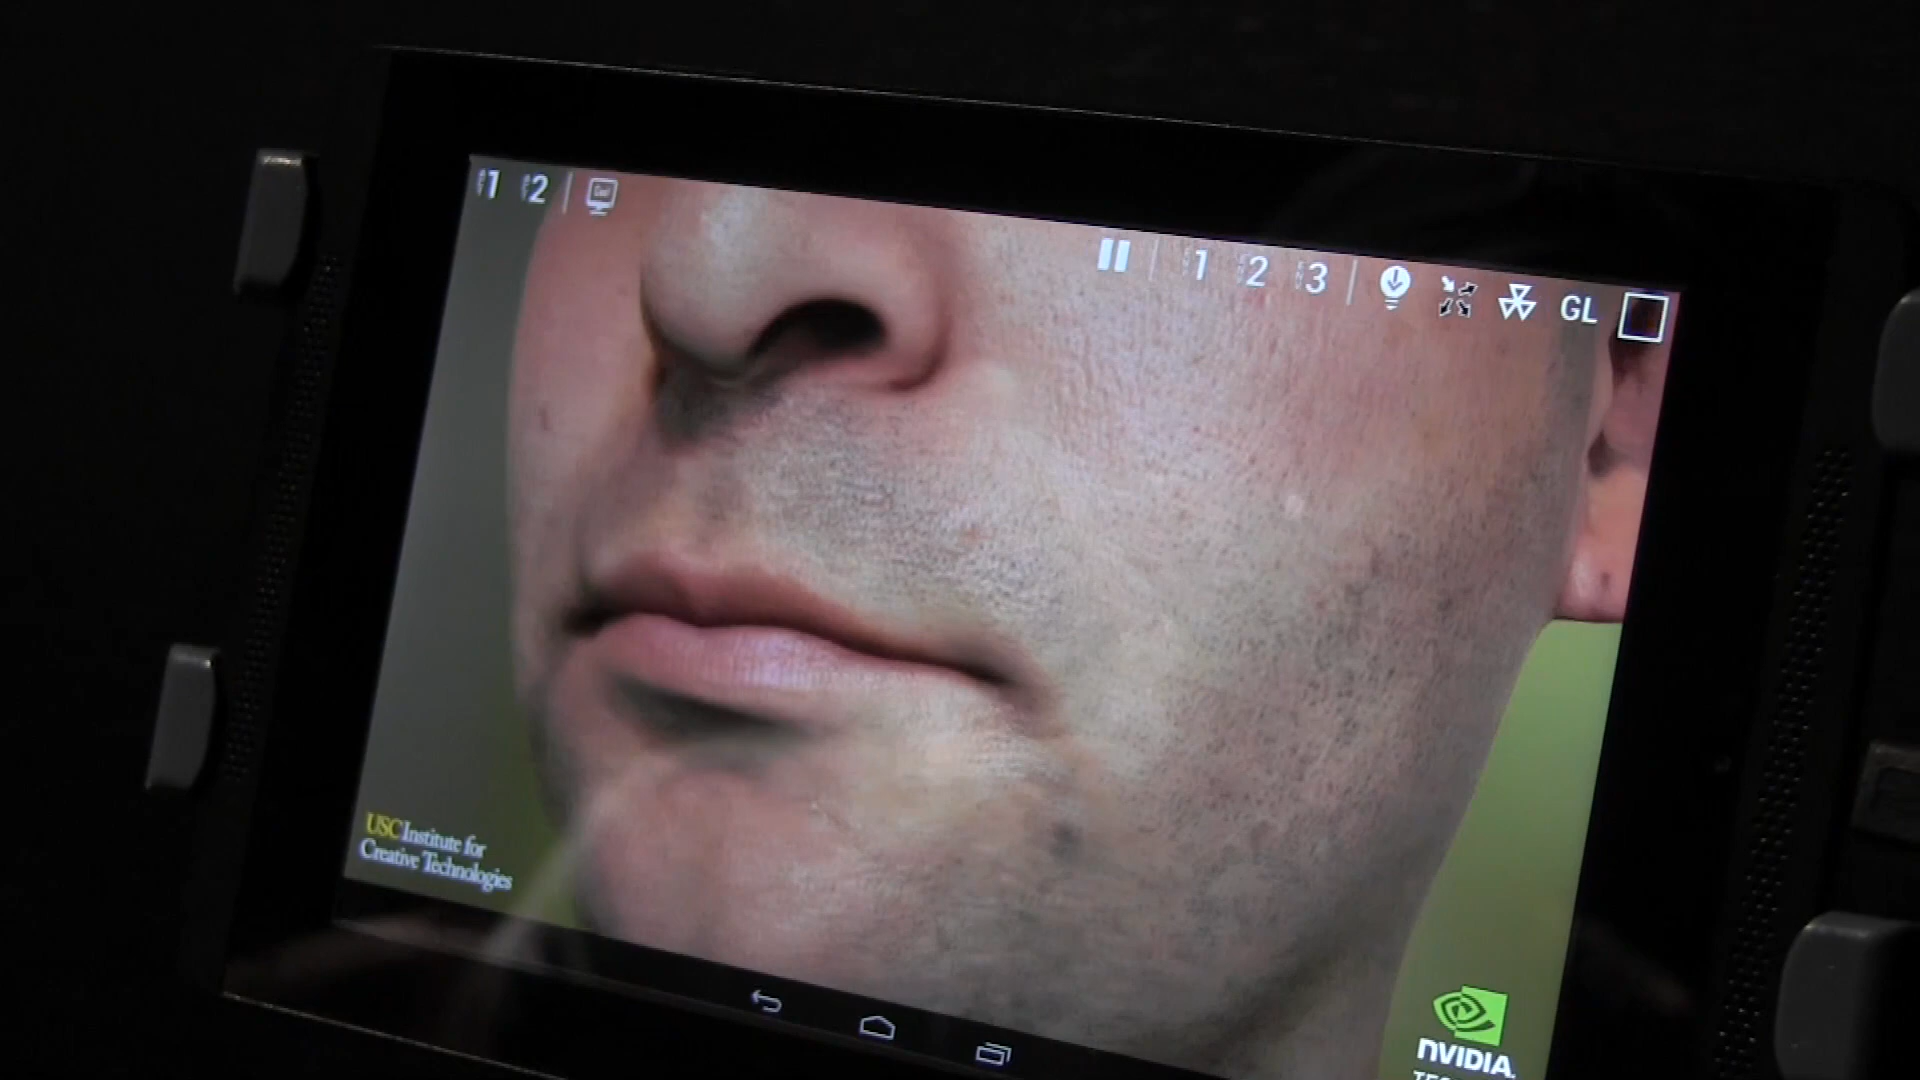 1 2
1 2 3 GL
USC Institute for
Creative Technologies
NVIDIA